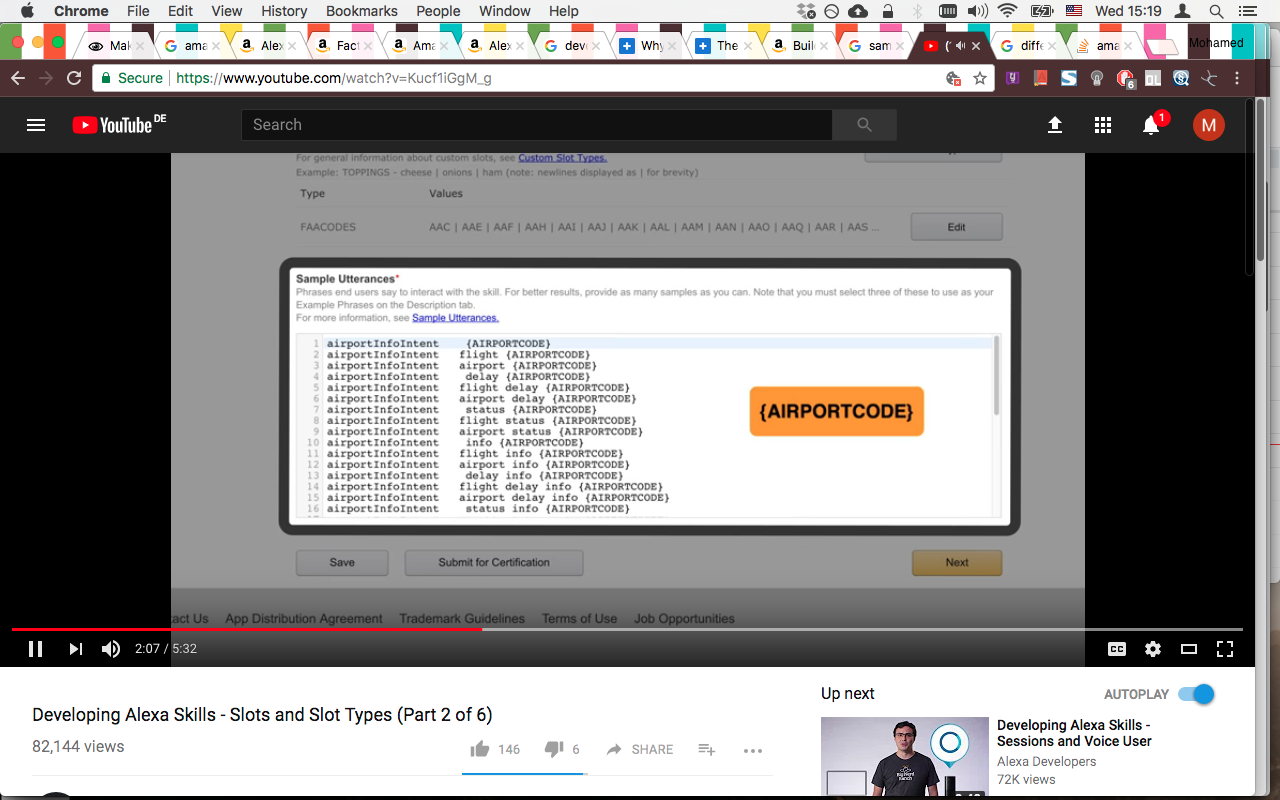 Chrome File Edit View History Bookmarks People Window Help Wed 15:19
Mak ama Alex Fact Ama Alex deve Why The Buil sam (' diffe ama Mohamed
Secure https://www.youtube.com/watch?v=Kucf1iGgM_g
6 DL
YouTube DE Search 1 M
For general information about custom slots, see Custom Slot Types.
Example: TOPPINGS - cheese | onions | ham (note: newlines displayed as | for brevity)
Type Values
FAACODES AAC | AAE | AAF | AAH | AAI | AAJ | AAK | AAL | AAM | AAN | AAO | AAQ | AAR | AAS ... Edit
Sample Utterances*
Phrases end users say to interact with the skill. For better results, provide as many samples as you can. Note that you must select three of these to use as your
Example Phrases on the Description tab.
For more information, see Sample Utterances.
1 airportInfoIntent {AIRPORTCODE}
2 airportInfoIntent flight {AIRPORTCODE}
3 airportInfoIntent airport {AIRPORTCODE}
4 airportInfoIntent delay {AIRPORTCODE}
5 airportInfoIntent flight delay {AIRPORTCODE}
6 airportInfoIntent airport delay {AIRPORTCODE}
7 airportInfoIntent status {AIRPORTCODE}
8 airportInfoIntent flight status {AIRPORTCODE}
9 airportInfoIntent airport status {AIRPORTCODE}
10 airportInfoIntent info {AIRPORTCODE}
11 airportInfoIntent flight info {AIRPORTCODE}
12 airportInfoIntent airport info {AIRPORTCODE}
13 airportInfoIntent delay info {AIRPORTCODE}
14 airportInfoIntent flight delay info {AIRPORTCODE}
15 airportInfoIntent airport delay info {AIRPORTCODE}
16 airportInfoIntent status info {AIRPORTCODE}
{AIRPORTCODE}
Save Submit for Certification Next
tact Us App Distribution Agreement Trademark Guidelines Terms of Use Job Opportunities
2:07 / 5:32 CC
Developing Alexa Skills - Slots and Slot Types (Part 2 of 6)
82,144 views
146 6 SHARE
Up next AUTOPLAY
Developing Alexa Skills -
Sessions and Voice User
Alexa Developers
72K views